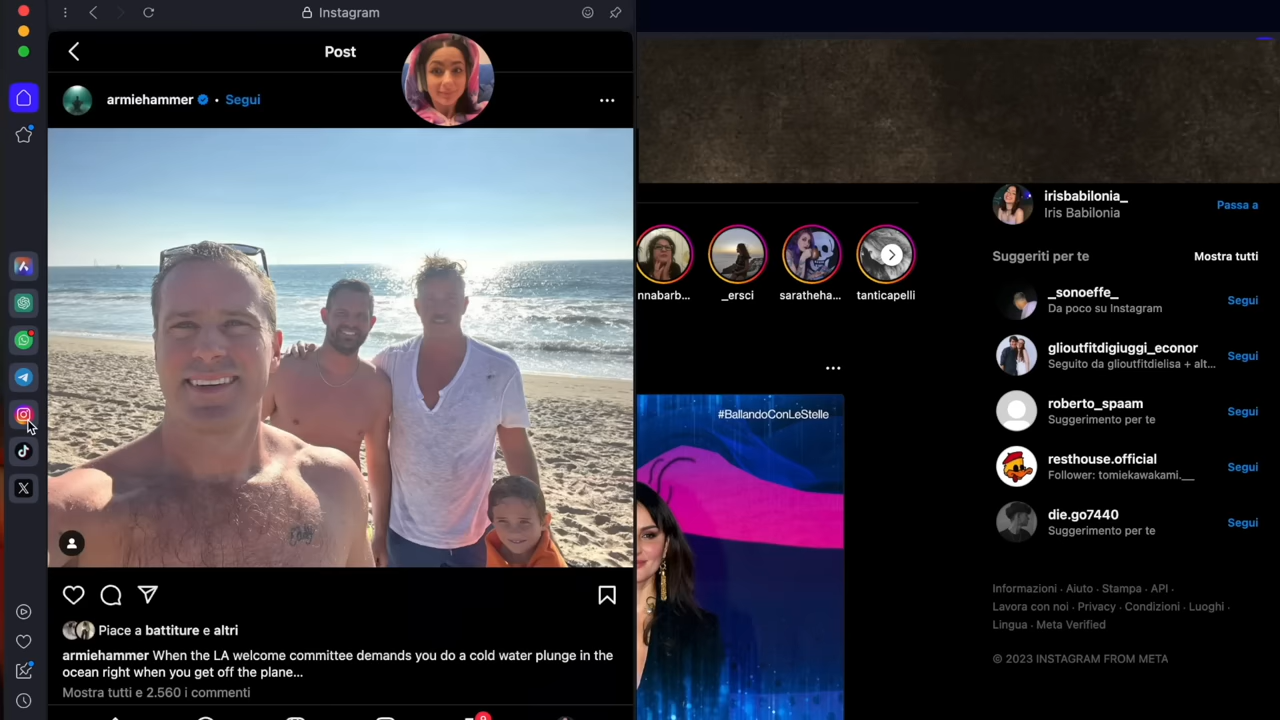 Instagram
Post
armiehammer • Segui
Piace a battiture e altri
armiehammer When the LA welcome committee demands you do a cold water plunge in the
ocean right when you get off the plane...
Mostra tutti e 2.560 i commenti
9
nnabarb...
_ersci
saratheha...
tanticapelli
#BallandoConLeStelle
irisbabilonia_
Iris Babilonia
Passa a
Suggeriti per te
Mostra tutti
_sonoeffe_
Da poco su Instagram
Segui
glioutfitdigiuggi_econor
Seguito da glioutfitdielisa + alt...
Segui
roberto_spaam
Suggerimento per te
Segui
resthouse.official
Follower: tomiekawakami.__
Segui
die.go7440
Suggerimento per te
Segui
Informazioni · Aiuto · Stampa · API ·
Lavora con noi · Privacy · Condizioni · Luoghi ·
Lingua · Meta Verified
© 2023 INSTAGRAM FROM META